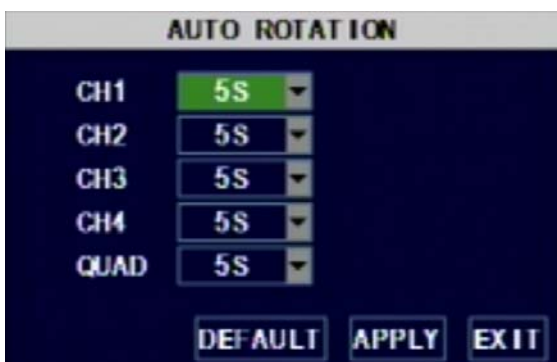 AUTO ROTATION
CH1 5S
CH2 5S
CH3 5S
CH4 5S
QUAD 5S
DEFAULT APPLY EXIT